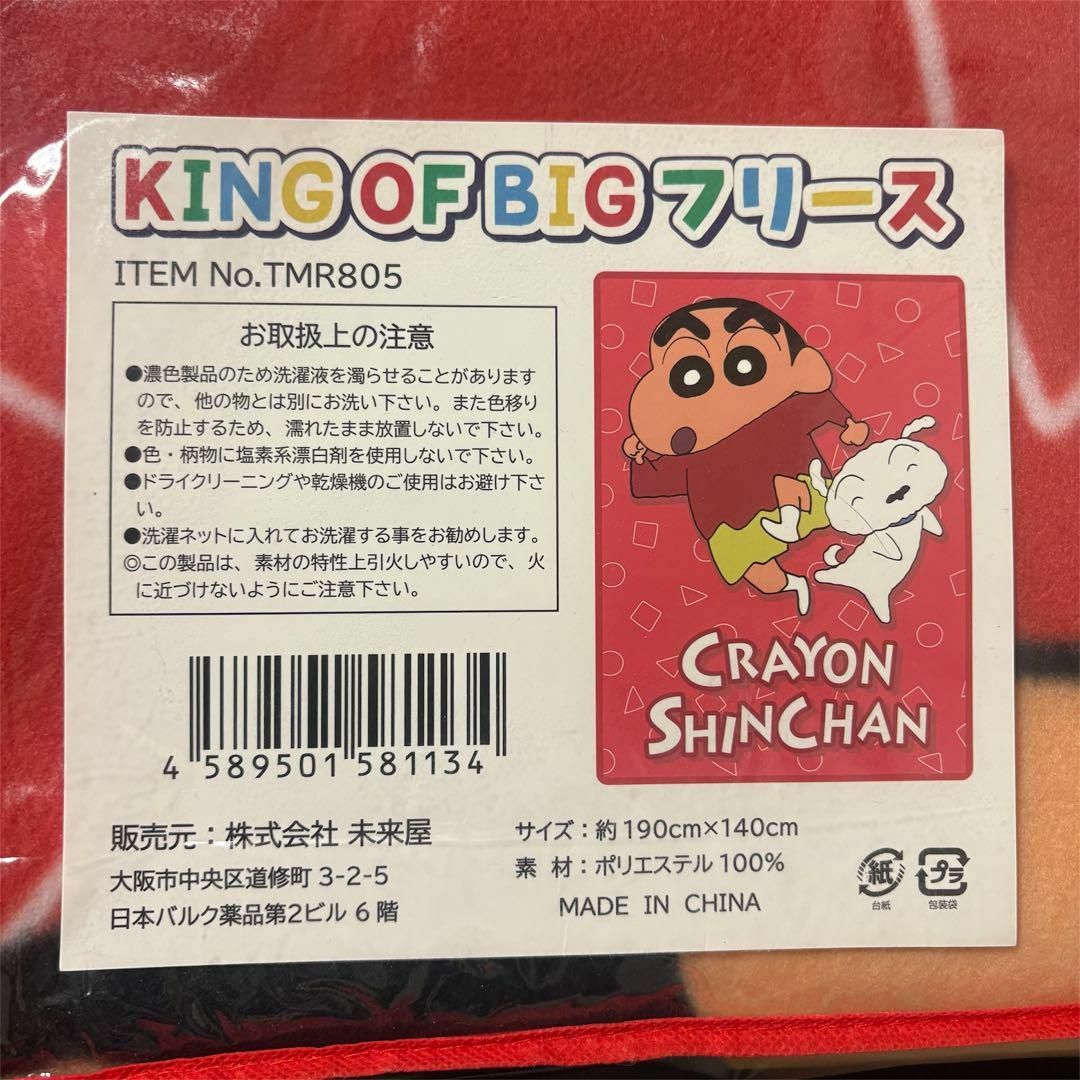 KING OF BIG フリース
ITEM No.TMR805
お取扱上の注意
●濃色製品のため洗濯液を濁らせることがあります
ので、他の物とは別にお洗い下さい。また色移り
を防止するため、濡れたまま放置しないで下さい。
●色・柄物に塩素系漂白剤を使用しないで下さい。
●ドライクリーニングや乾燥機のご使用はお避け下さ
い。
●洗濯ネットに入れてお洗濯する事をお勧めします。
◎この製品は、素材の特性上引火しやすいので、火
に近づけないようにご注意下さい。
CRAYON
SHINCHAN
4 589501 581134
販売元：株式会社 未来屋
大阪市中央区道修町 3-2-5
日本バルク薬品第2ビル 6 階
サイズ：約190cm×140cm
素 材：ポリエステル100%
MADE IN CHINA
紙
台紙
プラ
包装袋